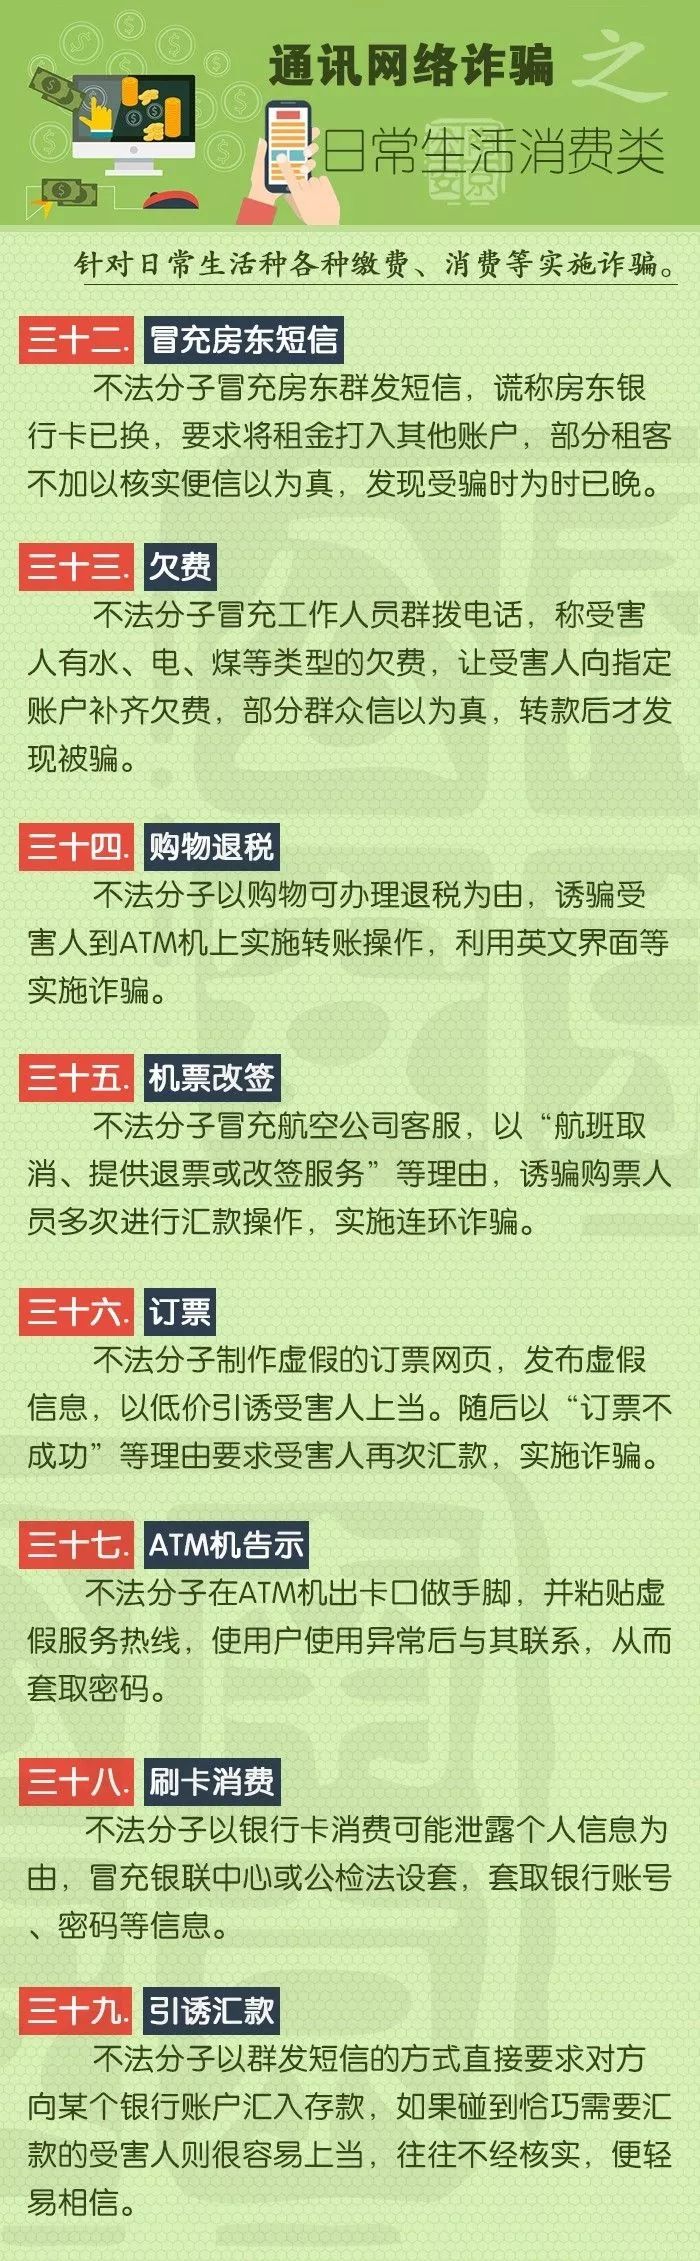 通讯网络诈骗之
日常生活消费类
针对日常生活种各种缴费、消费等实施诈骗。
三十二. 冒充房东短信
不法分子冒充房东群发短信，谎称房东银
行卡已换，要求将租金打入其他账户，部分租客
不加以核实便信以为真，发现受骗时为时已晚。
三十三. 欠费
不法分子冒充工作人员群拨电话，称受害
人有水、电、煤等类型的欠费，让受害人向指定
账户补齐欠费，部分群众信以为真，转款后才发
现被骗。
三十四. 购物退税
不法分子以购物可办理退税为由，诱骗受
害人到ATM机上实施转账操作，利用英文界面等
实施诈骗。
三十五. 机票改签
不法分子冒充航空公司客服，以“航班取
消、提供退票或改签服务”等理由，诱骗购票人
员多次进行汇款操作，实施连环诈骗。
三十六. 订票
不法分子制作虚假的订票网页，发布虚假
信息，以低价引诱受害人上当。随后以“订票不
成功”等理由要求受害人再次汇款，实施诈骗。
三十七. ATM机告示
不法分子在ATM机出卡口做手脚，并粘贴虚
假服务热线，使用户使用异常后与其联系，从而
套取密码。
三十八. 刷卡消费
不法分子以银行卡消费可能泄露个人信息为
由，冒充银联中心或公检法设套，套取银行账号
、密码等信息。
三十九. 引诱汇款
不法分子以群发短信的方式直接要求对方
向某个银行账户汇入存款，如果碰到恰巧需要汇
款的受害人则很容易上当，往往不经核实，便轻
易相信。